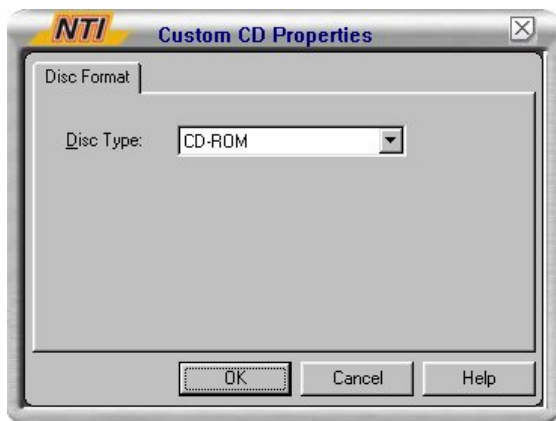 NTI Custom CD Properties
Disc Format
Disc Type: CD-ROM
OK Cancel Help